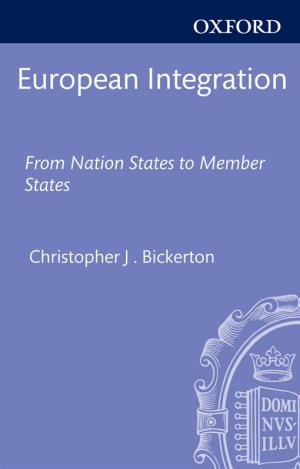 OXFORD
European Integration
From Nation States to Member
States
Christopher J . Bickerton
DOMI
NVS·
ILLV